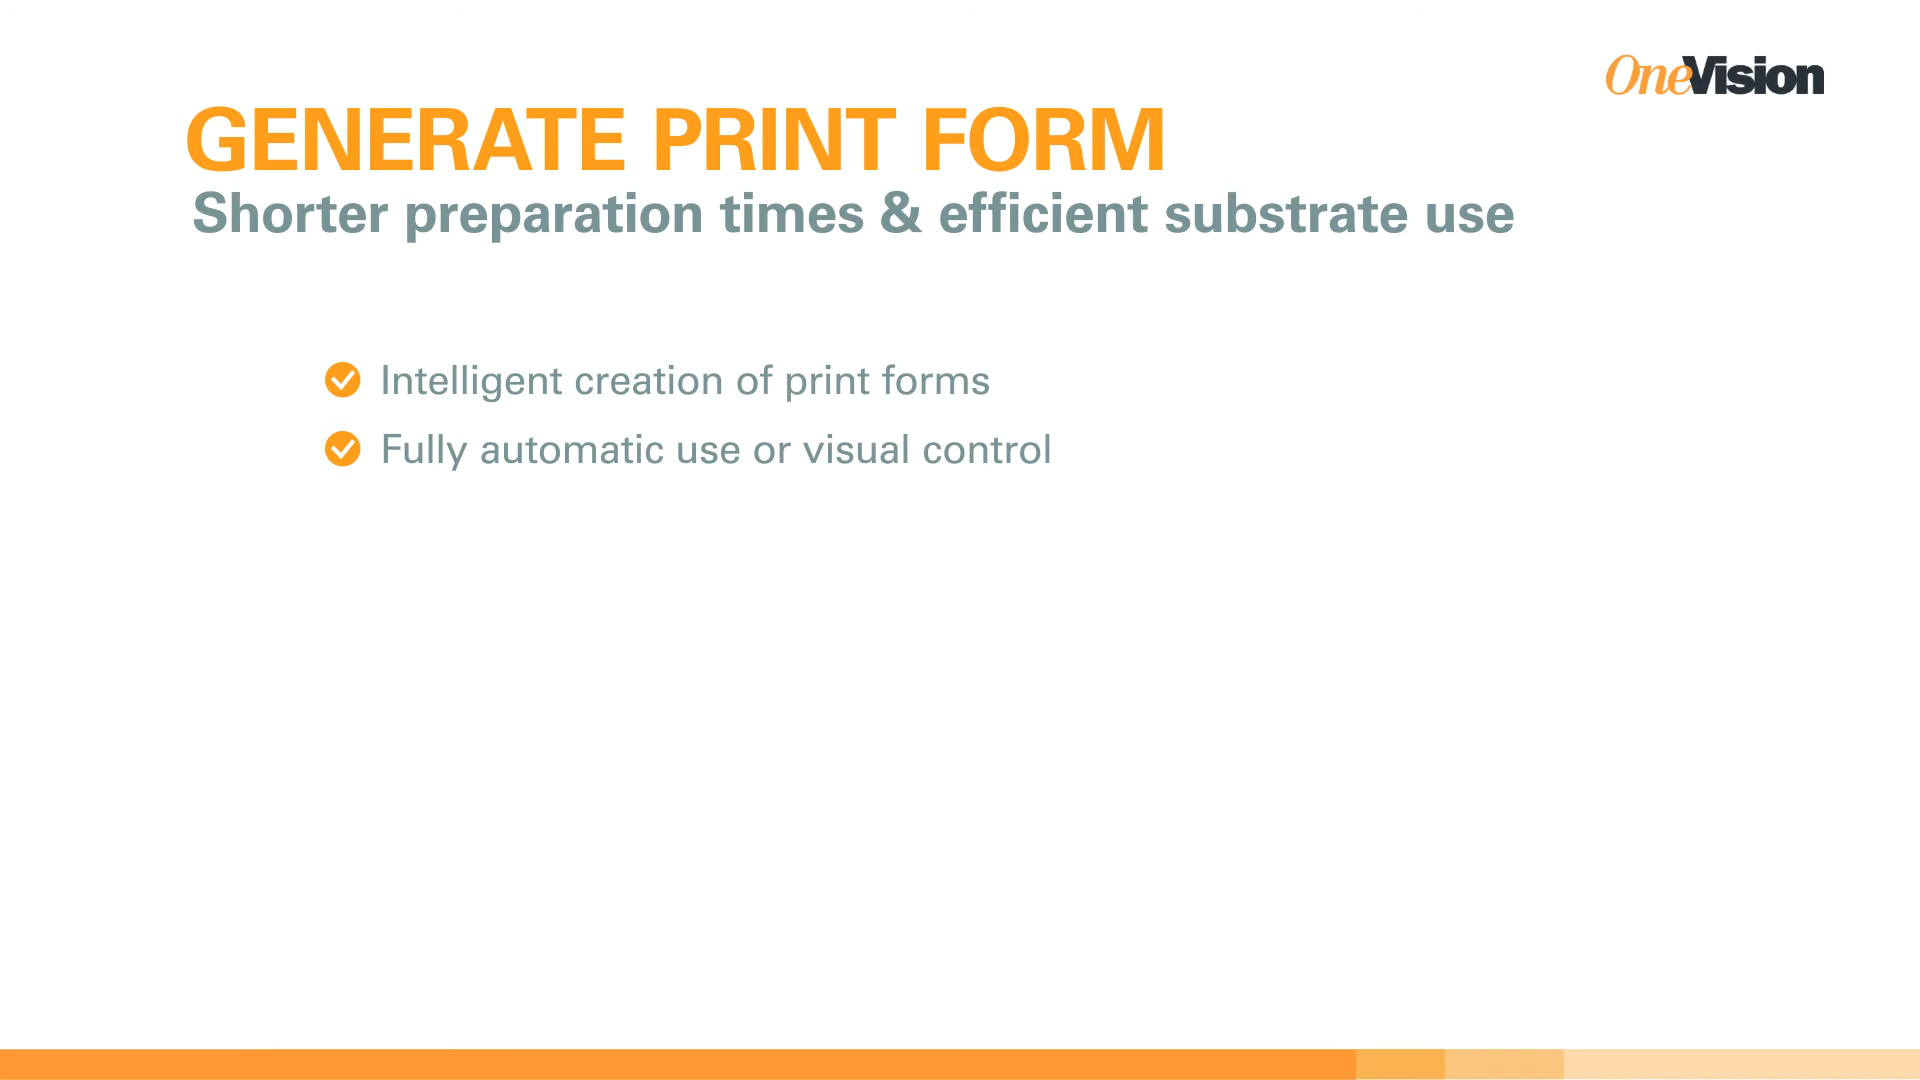 OneVision
GENERATE PRINT FORM
Shorter preparation times & efficient substrate use
Intelligent creation of print forms
Fully automatic use or visual control